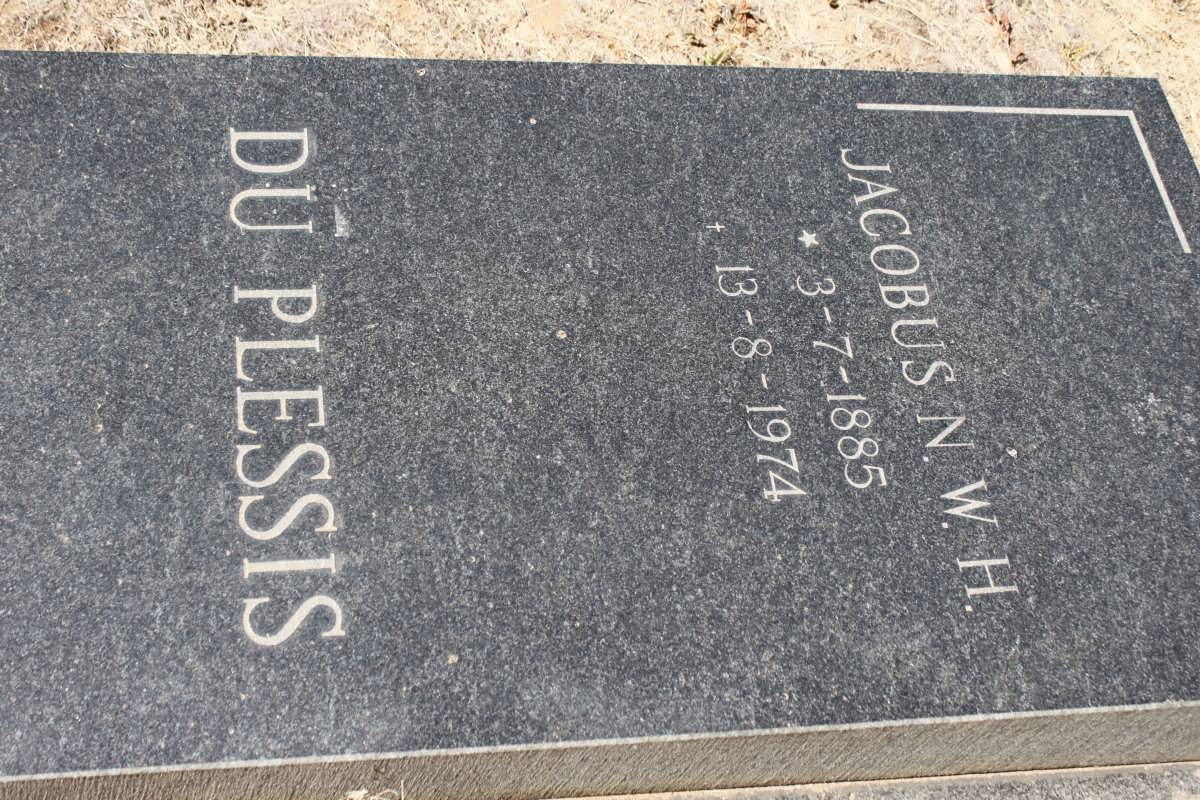 JACOBUS N. W. H.
★ 3-7-1885
✝ 13-8-1974
DU PLESSIS